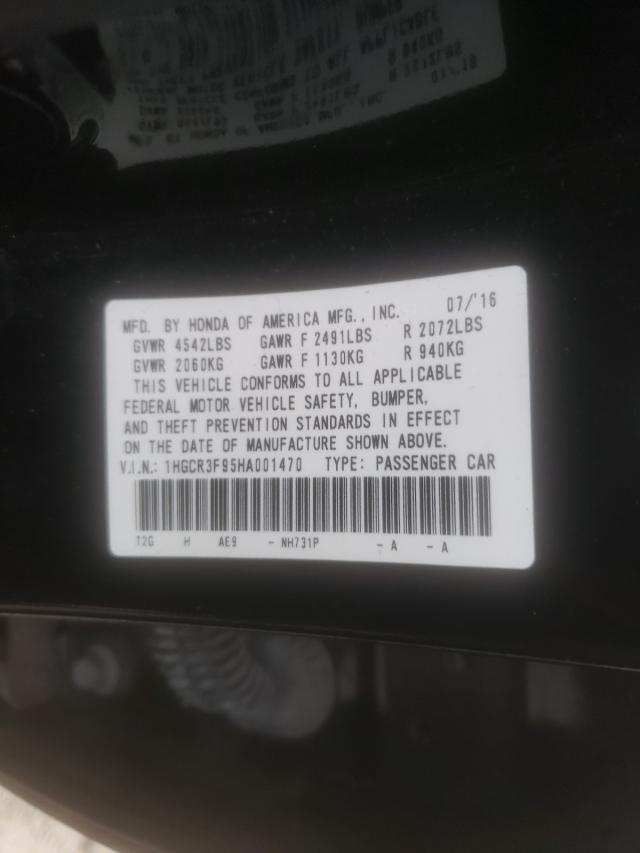 MFD. BY HONDA OF AMERICA MFG., INC. 07/'16
GVWR 4542LBS GAWR F 2491LBS R 2072LBS
GVWR 2060KG GAWR F 1130KG R 940KG
THIS VEHICLE CONFORMS TO ALL APPLICABLE
FEDERAL MOTOR VEHICLE SAFETY, BUMPER,
AND THEFT PREVENTION STANDARDS IN EFFECT
ON THE DATE OF MANUFACTURE SHOWN ABOVE.
V.I.N.: 1HGCR3F95HA001470 TYPE: PASSENGER CAR
T2G H AE9 - NH731P - A - A